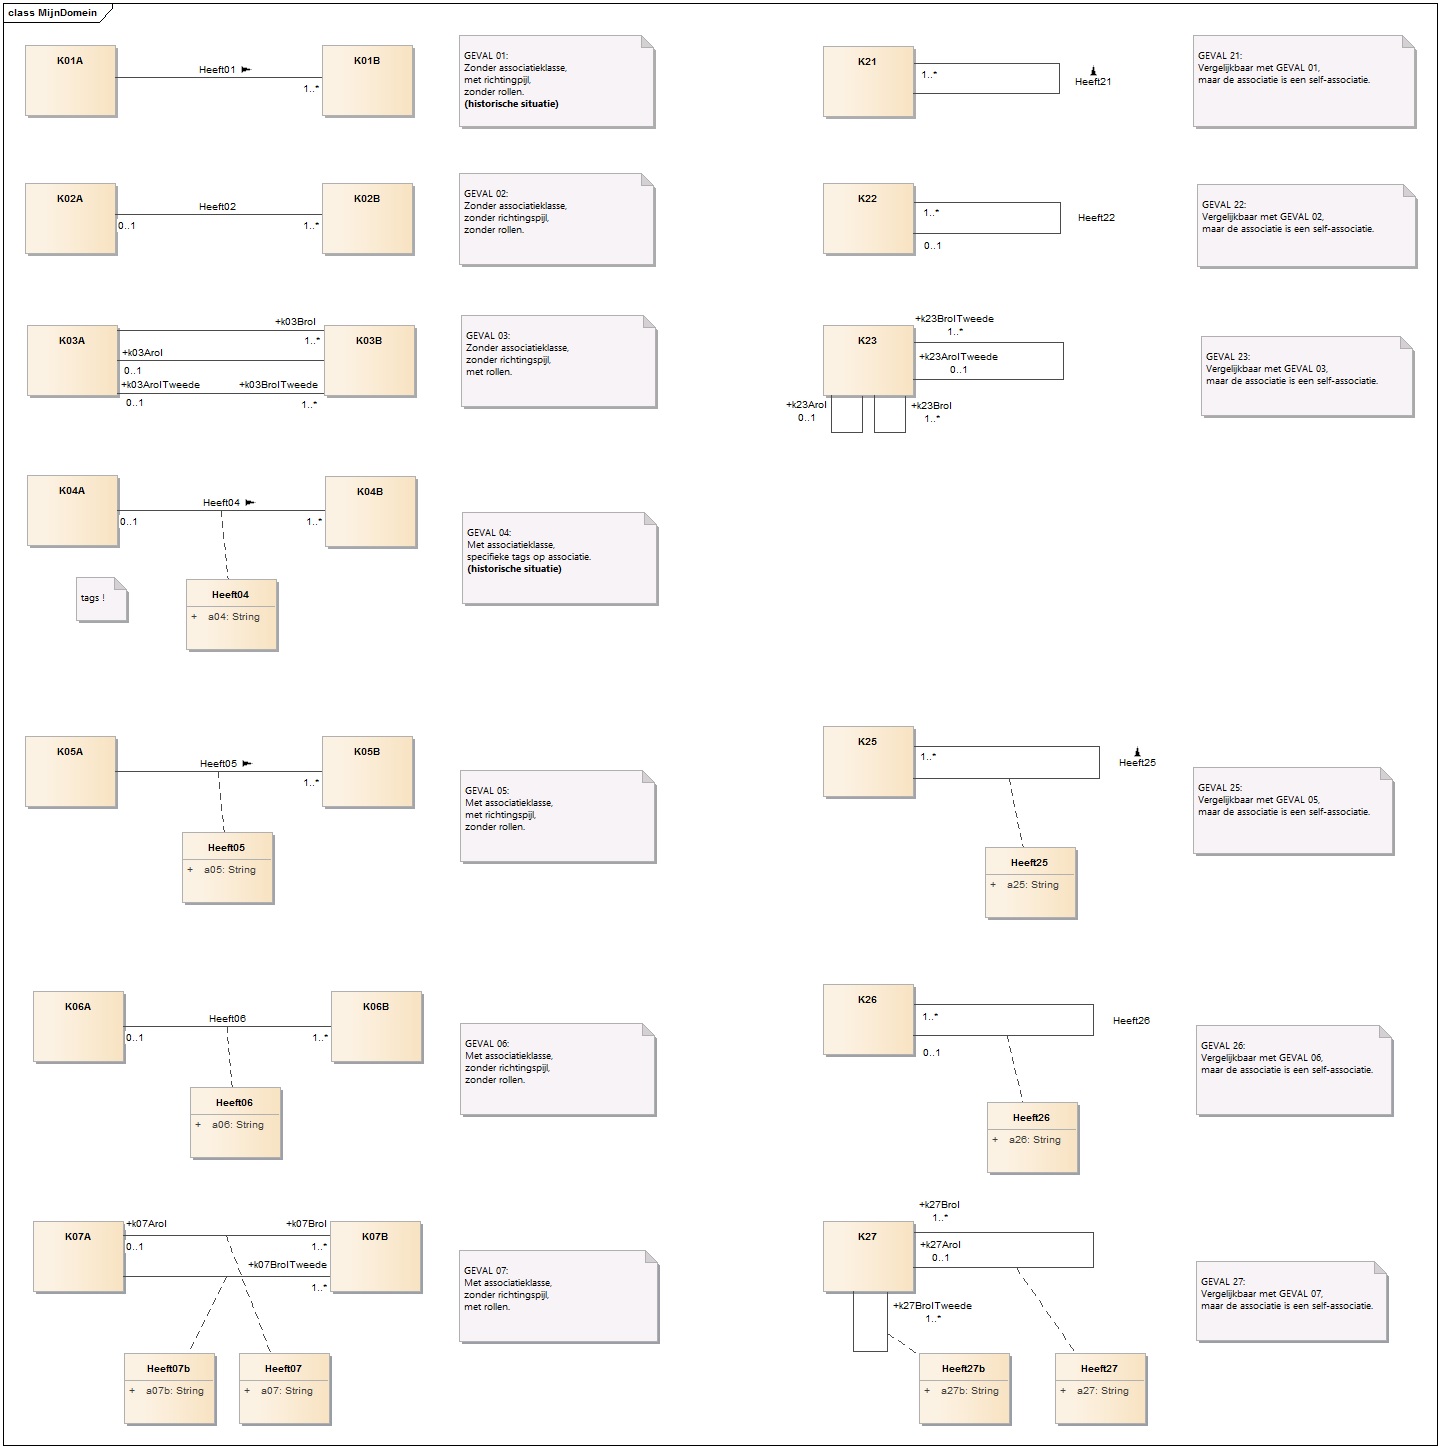 class MijnDomein
K01A
Heeft01
1..*
K01B
GEVAL 01:
Zonder associatieklasse,
met richtingpijl,
zonder rollen.
(historische situatie)
K21
1..*
Heeft21
GEVAL 21:
Vergelijkbaar met GEVAL 01,
maar de associatie is een self-associatie.
K02A
0..1
Heeft02
1..*
K02B
GEVAL 02:
Zonder associatieklasse,
zonder richtingspijl,
zonder rollen.
K22
1..*
0..1
Heeft22
GEVAL 22:
Vergelijkbaar met GEVAL 02,
maar de associatie is een self-associatie.
K03A
+k03Brol
1..*
+k03Arol
0..1
+k03ArolTweede
0..1
+k03BrolTweede
1..*
K03B
GEVAL 03:
Zonder associatieklasse,
zonder richtingspijl,
met rollen.
K23
+k23BrolTweede
1..*
+k23ArolTweede
0..1
+k23Arol
0..1
+k23Brol
1..*
GEVAL 23:
Vergelijkbaar met GEVAL 03,
maar de associatie is een self-associatie.
K04A
0..1
Heeft04
1..*
K04B
tags !
Heeft04
+ a04: String
GEVAL 04:
Met associatieklasse,
specifieke tags op associatie.
(historische situatie)
K05A
Heeft05
1..*
K05B
Heeft05
+ a05: String
GEVAL 05:
Met associatieklasse,
met richtingspijl,
zonder rollen.
K25
1..*
Heeft25
Heeft25
+ a25: String
GEVAL 25:
Vergelijkbaar met GEVAL 05,
maar de associatie is een self-associatie.
K06A
0..1
Heeft06
1..*
K06B
Heeft06
+ a06: String
GEVAL 06:
Met associatieklasse,
zonder richtingspijl,
zonder rollen.
K26
1..*
0..1
Heeft26
Heeft26
+ a26: String
GEVAL 26:
Vergelijkbaar met GEVAL 06,
maar de associatie is een self-associatie.
K07A
+k07Arol
0..1
+k07Brol
1..*
+k07BrolTweede
1..*
K07B
Heeft07b
+ a07b: String
Heeft07
+ a07: String
GEVAL 07:
Met associatieklasse,
zonder richtingspijl,
met rollen.
K27
+k27Brol
1..*
+k27Arol
0..1
+k27BrolTweede
1..*
Heeft27b
+ a27b: String
Heeft27
+ a27: String
GEVAL 27:
Vergelijkbaar met GEVAL 07,
maar de associatie is een self-associatie.